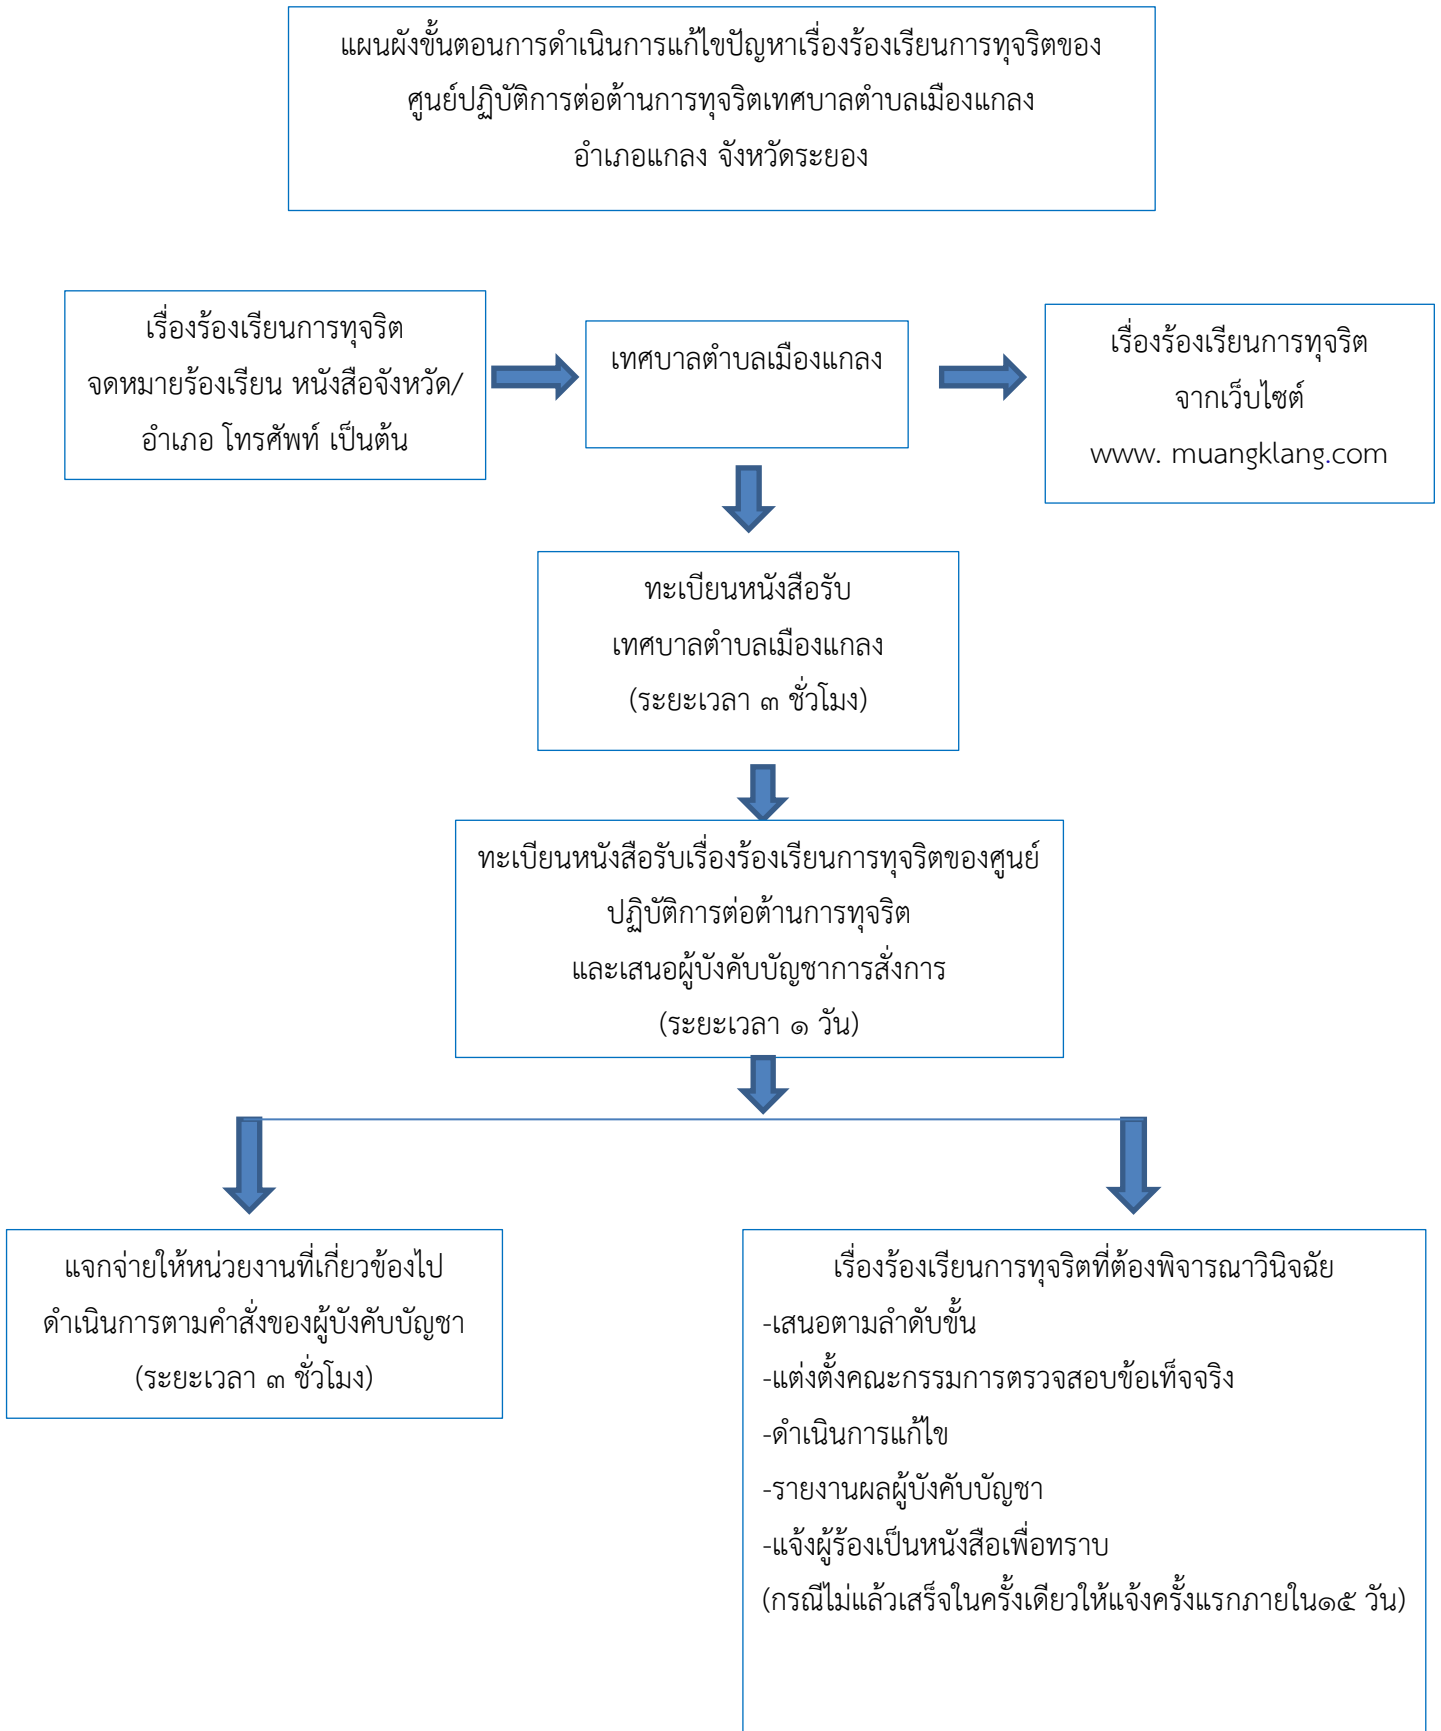 แผนผังขั้นตอนการดำเนินการแก้ไขปัญหาเรื่องร้องเรียนการทุจริตของ
ศูนย์ปฏิบัติการต่อต้านการทุจริตเทศบาลตำบลเมืองแกลง
อำเภอแกลง จังหวัดระยอง
เรื่องร้องเรียนการทุจริต
จดหมายร้องเรียน หนังสือจังหวัด/
อำเภอ โทรศัพท์ เป็นต้น
เทศบาลตำบลเมืองแกลง
เรื่องร้องเรียนการทุจริต
จากเว็บไซต์
www. muangklang.com
ทะเบียนหนังสือรับ
เทศบาลตำบลเมืองแกลง
(ระยะเวลา ๓ ชั่วโมง)
ทะเบียนหนังสือรับเรื่องร้องเรียนการทุจริตของศูนย์
ปฏิบัติการต่อต้านการทุจริต
และเสนอผู้บังคับบัญชาการสั่งการ
(ระยะเวลา ๑ วัน)
แจกจ่ายให้หน่วยงานที่เกี่ยวข้องไป
ดำเนินการตามคำสั่งของผู้บังคับบัญชา
(ระยะเวลา ๓ ชั่วโมง)
เรื่องร้องเรียนการทุจริตที่ต้องพิจารณาวินิจฉัย
-เสนอตามลำดับขั้น
-แต่งตั้งคณะกรรมการตรวจสอบข้อเท็จจริง
-ดำเนินการแก้ไข
-รายงานผลผู้บังคับบัญชา
-แจ้งผู้ร้องเป็นหนังสือเพื่อทราบ
(กรณีไม่แล้วเสร็จในครั้งเดียวให้แจ้งครั้งแรกภายใน๑๕ วัน)